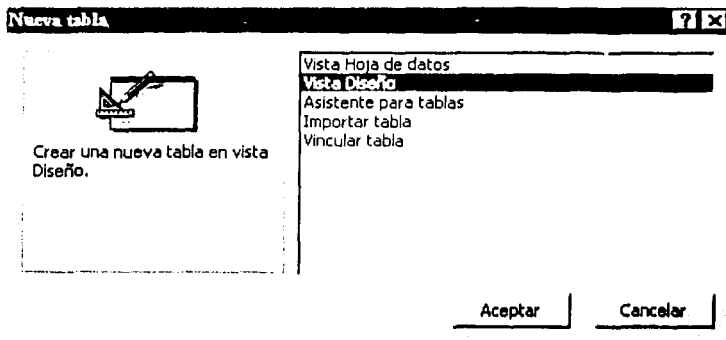 Nueva tabla
Vista Hoja de datos
Vista Diseño
Asistente para tablas
Importar tabla
Vincular tabla
Crear una nueva tabla en vista
Diseño.
Aceptar
Cancelar